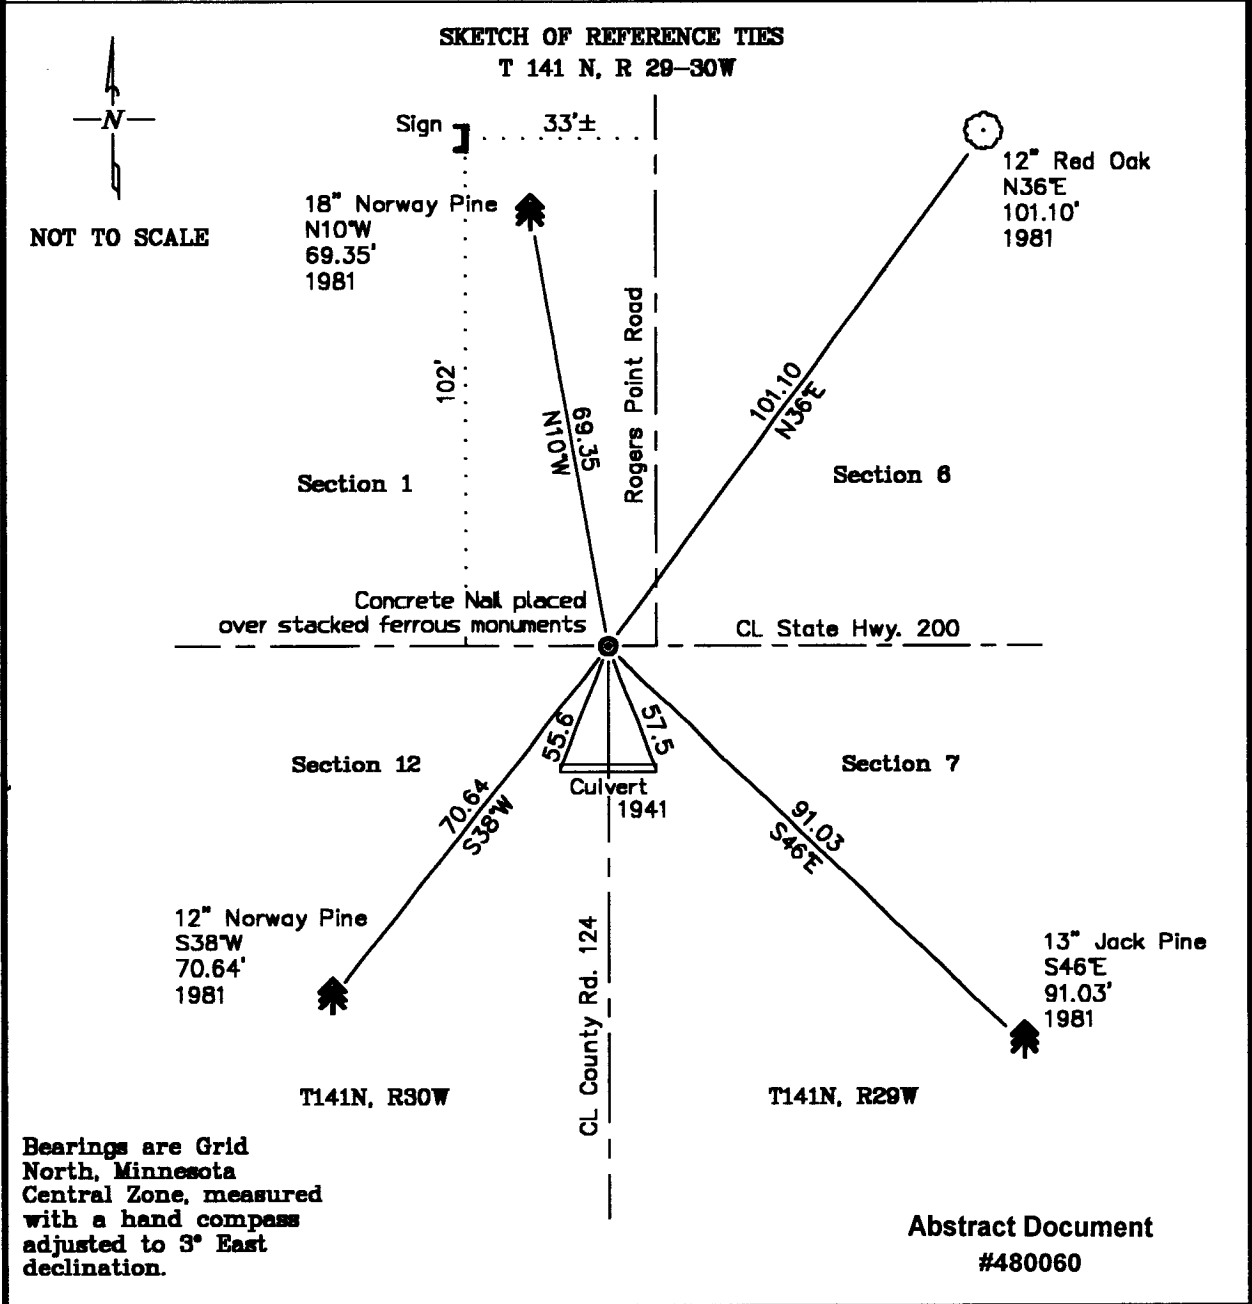 SKETCH OF REFERENCE TIES
T 141 N, R 29-30W
N
NOT TO SCALE
Sign
33'±
18" Norway Pine
N10°W
69.35'
1981
12" Red Oak
N36°E
101.10'
1981
102'
69.35
N10°W
Rogers Point Road
101.10
N36°E
Section 1
Section 6
Concrete Nail placed
over stacked ferrous monuments
CL State Hwy. 200
55.6
57.5
Section 12
Section 7
Culvert
1941
70.64
S38°W
91.03
S46°E
12" Norway Pine
S38°W
70.64'
1981
CL County Rd. 124
13" Jack Pine
S46°E
91.03'
1981
T141N, R30W
T141N, R29W
Bearings are Grid
North, Minnesota
Central Zone, measured
with a hand compass
adjusted to 3° East
declination.
Abstract Document
#480060